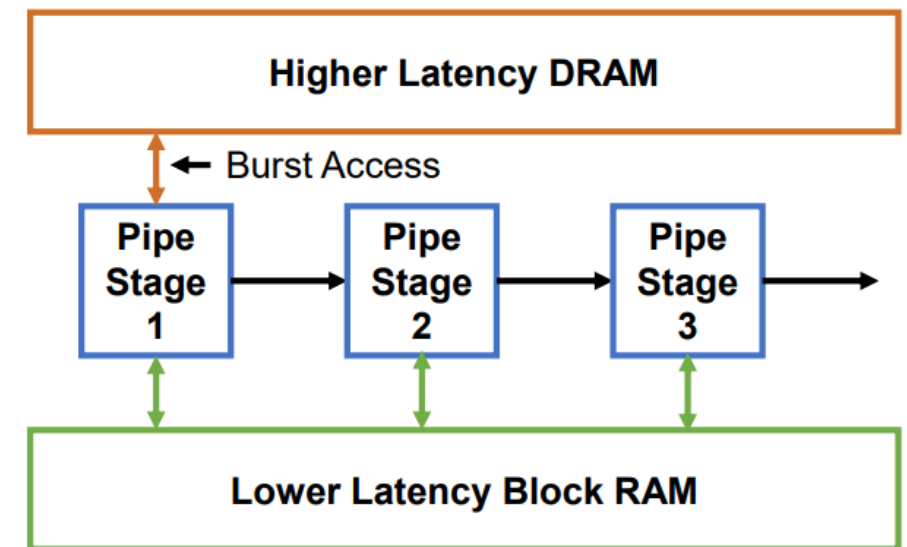 Higher Latency DRAM
Burst Access
Pipe
Stage
1
Pipe
Stage
2
Pipe
Stage
3
Lower Latency Block RAM